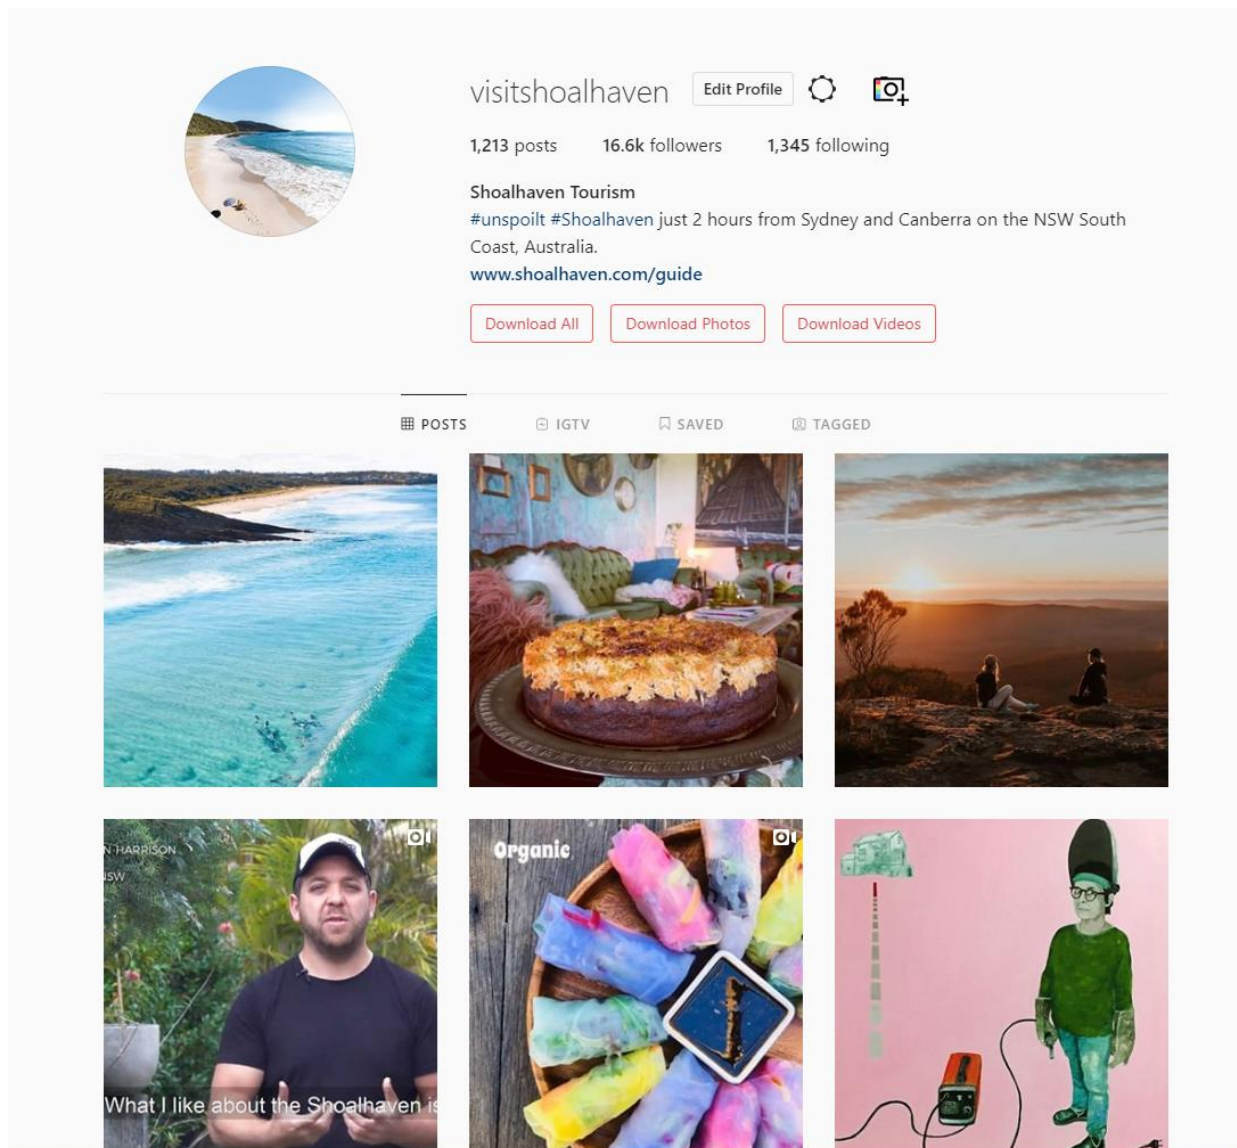 visitshoalhaven Edit Profile
1,213 posts 16.6k followers 1,345 following
Shoalhaven Tourism
#unspoilt #Shoalhaven just 2 hours from Sydney and Canberra on the NSW South
Coast, Australia.
www.shoalhaven.com/guide
Download All Download Photos Download Videos
POSTS IGTV SAVED TAGGED
N HARRISON
NSW
Organic
What I like about the Shoalhaven is